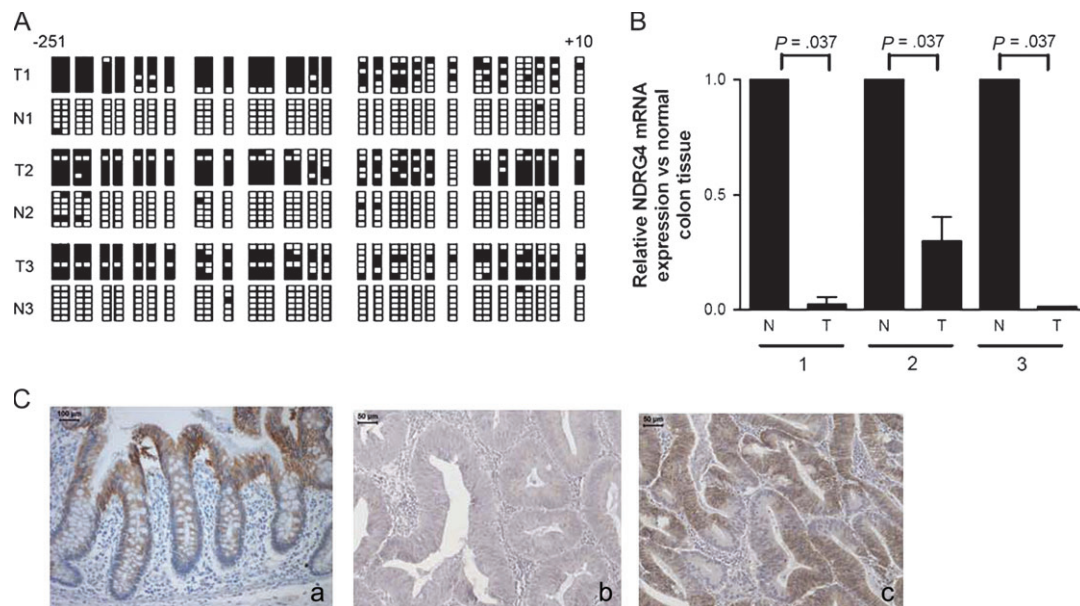 A
-251 +10
T1
N1
T2
N2
T3
N3
B
P = .037 P = .037 P = .037
Relative NDRG4 mRNA
expression vs normal
colon tissue
1.0
0.5
0.0
N T N T N T
1 2 3
C
100 µm
a
50 µm
b
50 µm
c